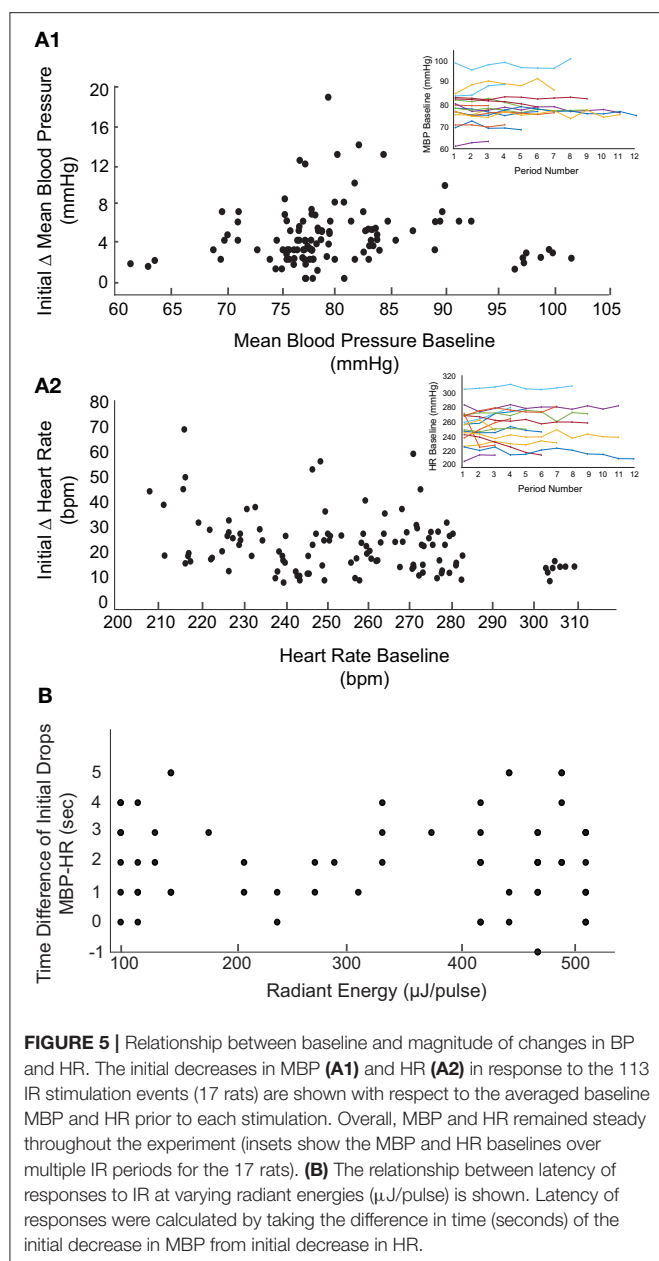 A1
20
16
12
8
4
0
Initial Δ Mean Blood Pressure
(mmHg)
60 65 70 75 80 85 90 95 100 105
Mean Blood Pressure Baseline
(mmHg)
100
90
80
70
60
MBP Baseline (mmHg)
1 2 3 4 5 6 7 8 9 10 11 12
Period Number
A2
80
70
60
50
40
30
20
10
0
Initial Δ Heart Rate
(bpm)
200 210 220 230 240 250 260 270 280 290 300 310
Heart Rate Baseline
(bpm)
320
300
280
260
240
220
200
HR Baseline (mmHg)
1 2 3 4 5 6 7 8 9 10 11 12
Period Number
B
5
4
3
2
1
0
-1
Time Difference of Initial Drops
MBP-HR (sec)
100 200 300 400 500
Radiant Energy (μJ/pulse)
FIGURE 5 | Relationship between baseline and magnitude of changes in BP
and HR. The initial decreases in MBP (A1) and HR (A2) in response to the 113
IR stimulation events (17 rats) are shown with respect to the averaged baseline
MBP and HR prior to each stimulation. Overall, MBP and HR remained steady
throughout the experiment (insets show the MBP and HR baselines over
multiple IR periods for the 17 rats). (B) The relationship between latency of
responses to IR at varying radiant energies (μJ/pulse) is shown. Latency of
responses were calculated by taking the difference in time (seconds) of the
initial decrease in MBP from initial decrease in HR.